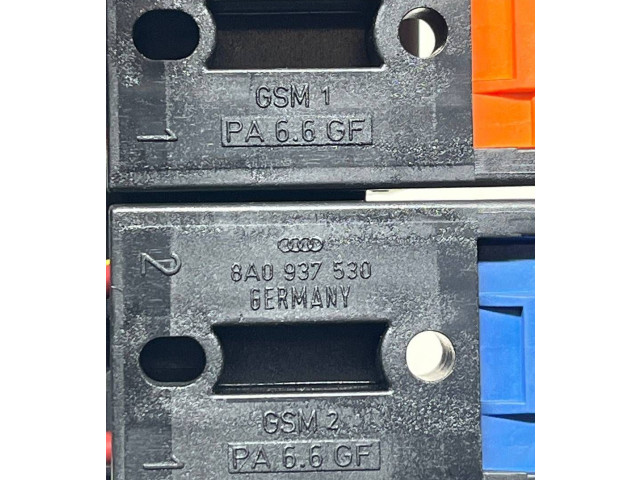 GSM 1
1
PA 6.6 GF
2
8A0 937 530
GERMANY
GSM 2
1
PA 6.6 GF